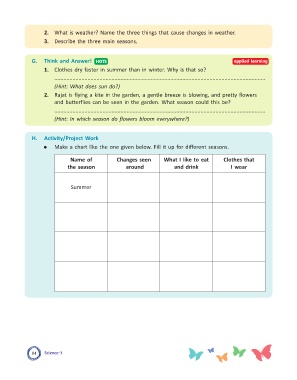 2. What is weather? Name the three things that cause changes in weather.
3. Describe the three main seasons.
G. Think and Answer! HOTS applied learning
1. Clothes dry faster in summer than in winter. Why is that so?
(Hint: What does sun do?)
2. Rajat is flying a kite in the garden, a gentle breeze is blowing, and pretty flowers
and butterflies can be seen in the garden. What season could this be?
(Hint: In which season do flowers bloom everywhere?)
H. Activity/Project Work
• Make a chart like the one given below. Fill it up for different seasons.
Name of the season Changes seen around What I like to eat and drink Clothes that I wear
Summer
84 Science-3